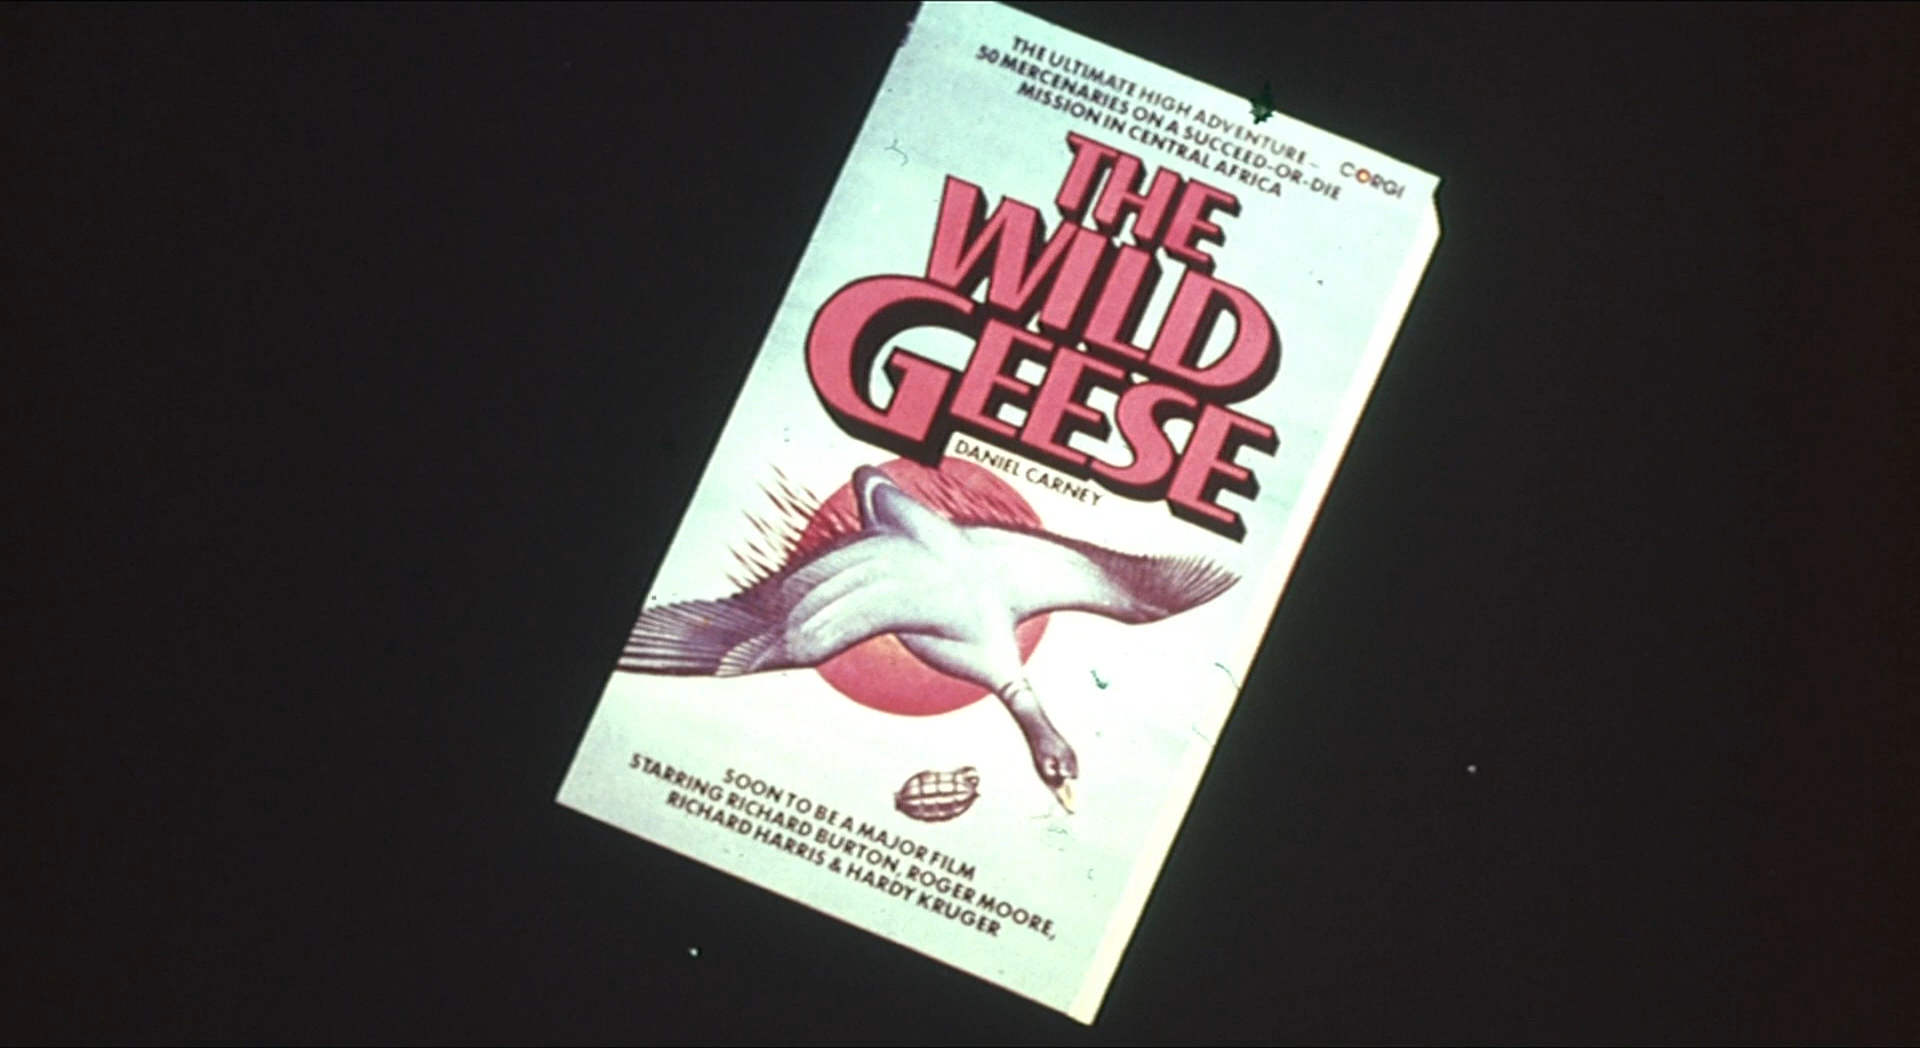 THE ULTIMATE HIGH ADVENTURE -
50 MERCENARIES ON A SUCCEED-OR-DIE
MISSION IN CENTRAL AFRICA
CORGI
THE
WILD
GEESE
DANIEL CARNEY
SOON TO BE A MAJOR FILM
STARRING RICHARD BURTON, ROGER MOORE,
RICHARD HARRIS & HARDY KRUGER